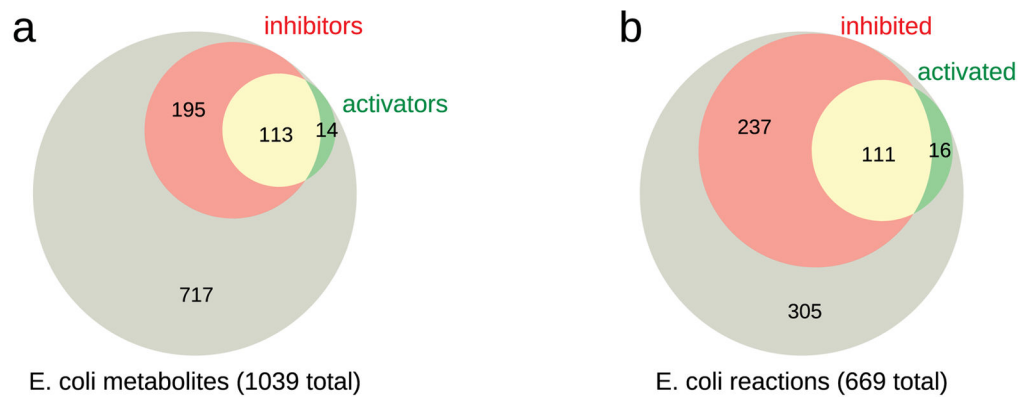 a
inhibitors
activators
195
113
14
717
E. coli metabolites (1039 total)
b
inhibited
activated
237
111
16
305
E. coli reactions (669 total)